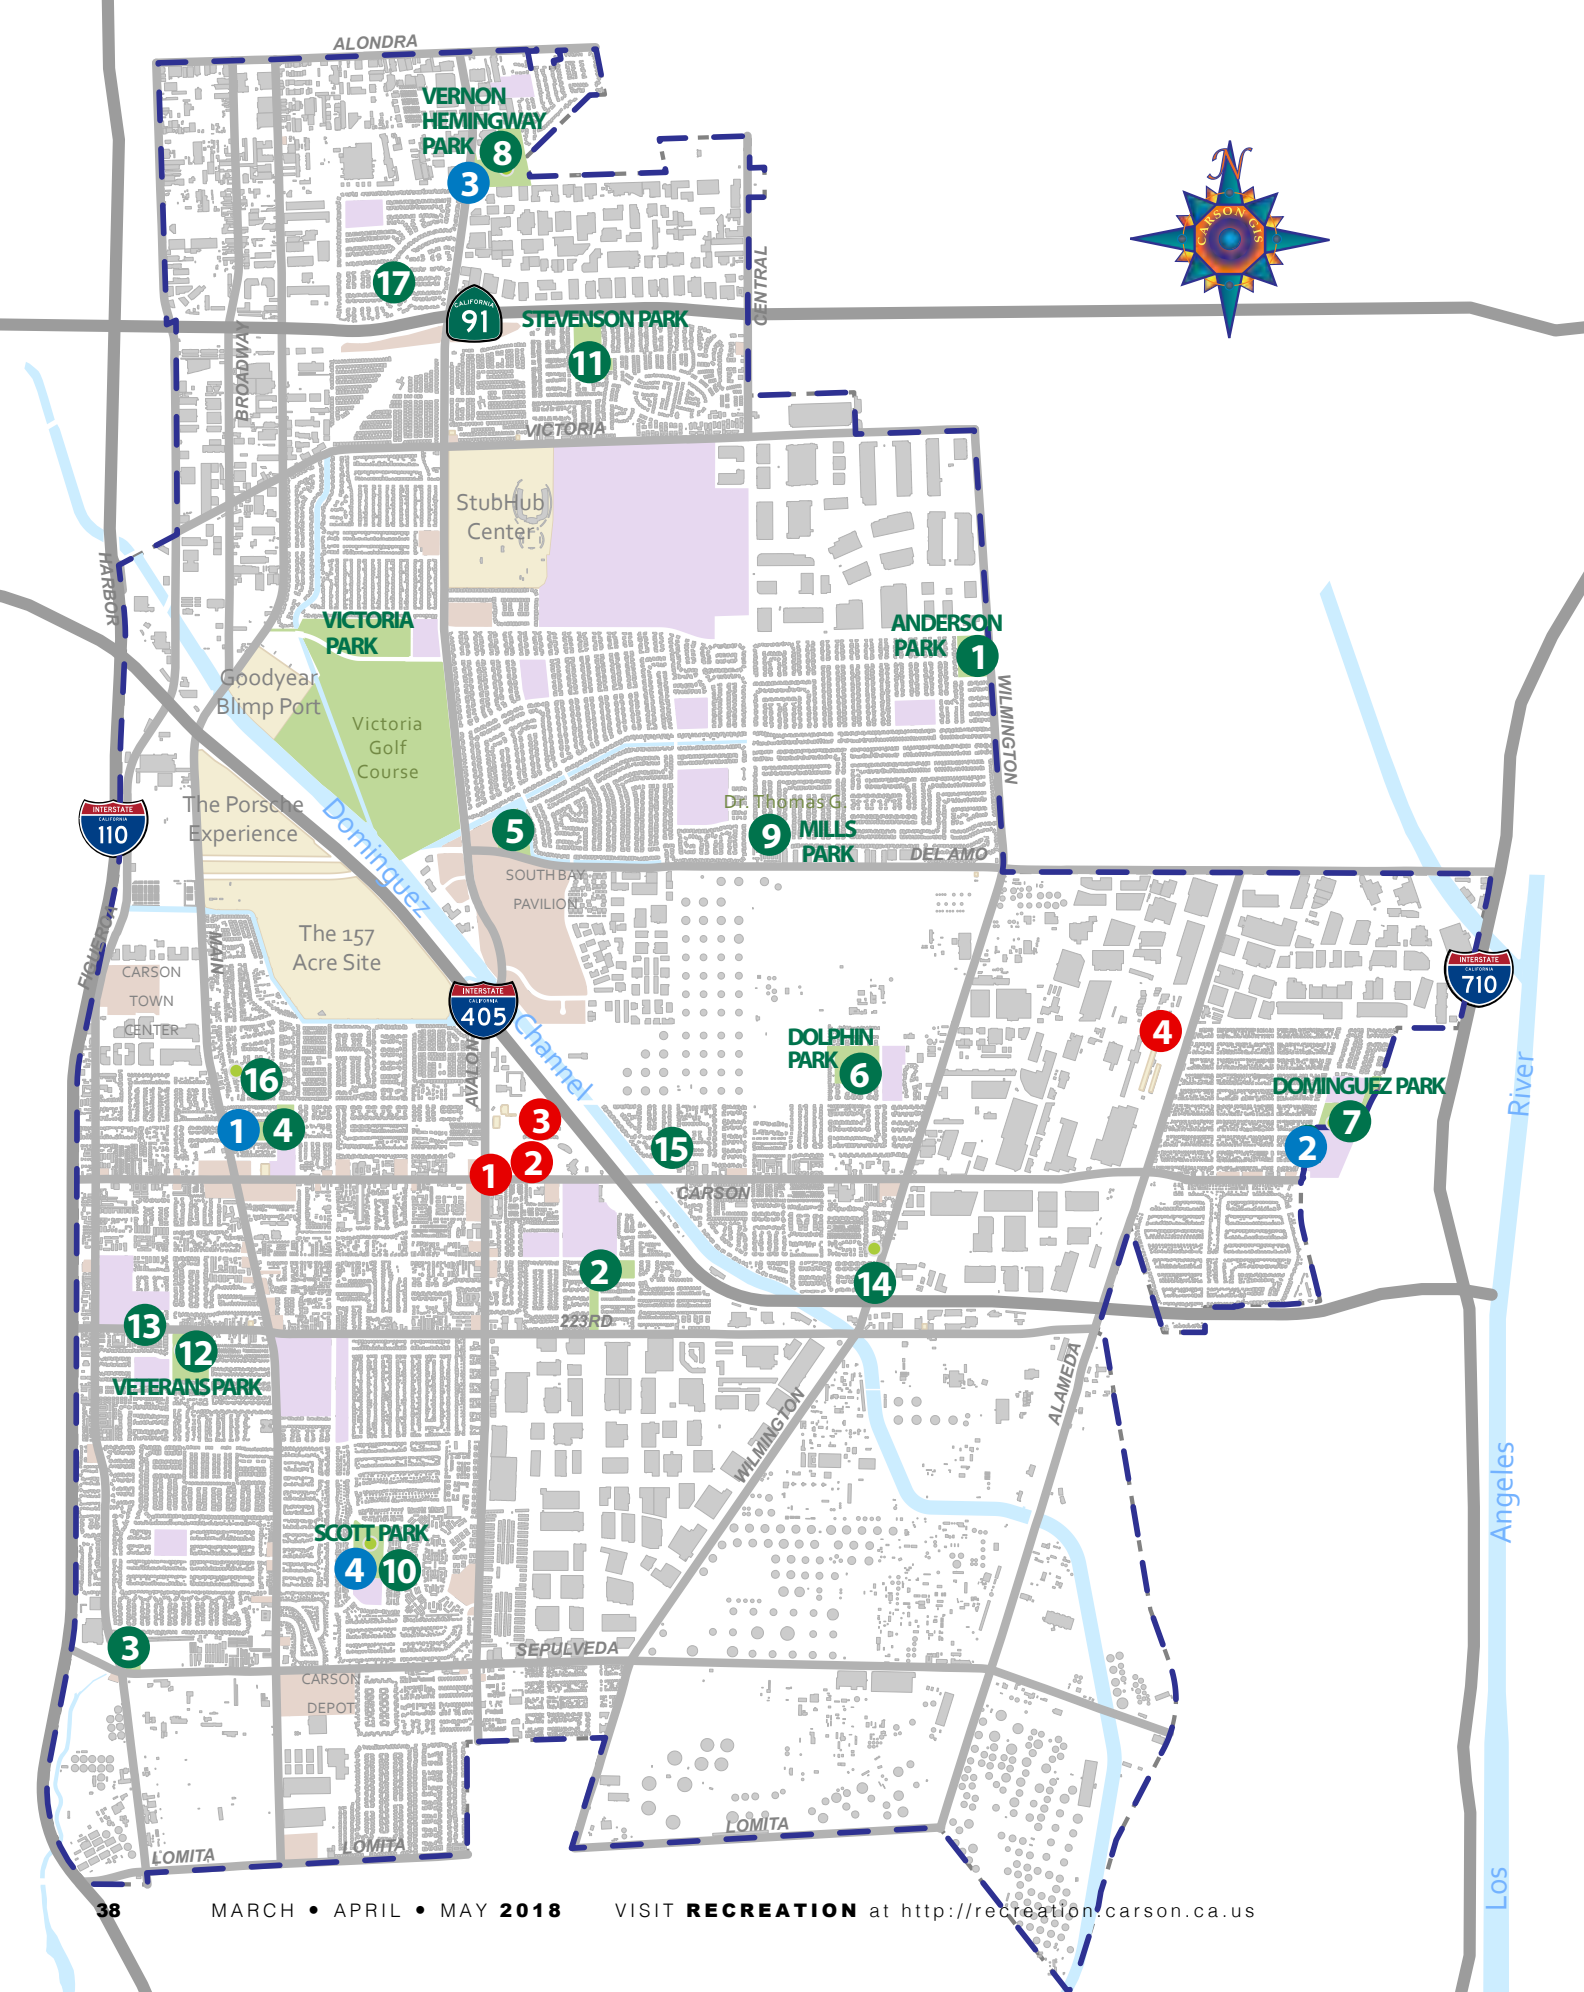 ALONDRA
VERNON
HEMINGWAY
PARK
8
3
N
CARSON GIS
17
CENTRAL
CALIFORNIA
91
STEVENSON PARK
11
BROADWAY
VICTORIA
StubHub
Center
HARBOR
VICTORIA
PARK
ANDERSON
PARK
1
Goodyear
Blimp Port
WILMINGTON
Victoria
Golf
Course
The Porsche
Experience
Dominguez
INTERSTATE
CALIFORNIA
110
5
Dr. Thomas G.
9
MILLS
PARK
DEL AMO
SOUTH BAY
PAVILION
FIGUEROA
MAIN
The 157
Acre Site
CARSON
TOWN
CENTER
INTERSTATE
CALIFORNIA
405
INTERSTATE
CALIFORNIA
710
Channel
AVALON
DOLPHIN
PARK
6
4
16
DOMINGUEZ PARK
7
River
1
4
3
2
1
15
2
CARSON
2
14
223RD
13
12
VETERANS PARK
ALAMEDA
WILMINGTON
Angeles
SCOTT PARK
4
10
3
SEPULVEDA
CARSON
DEPOT
LOMITA
LOMITA
LOMITA
Los
38
MARCH • APRIL • MAY 2018
VISIT RECREATION at http://recreation.carson.ca.us